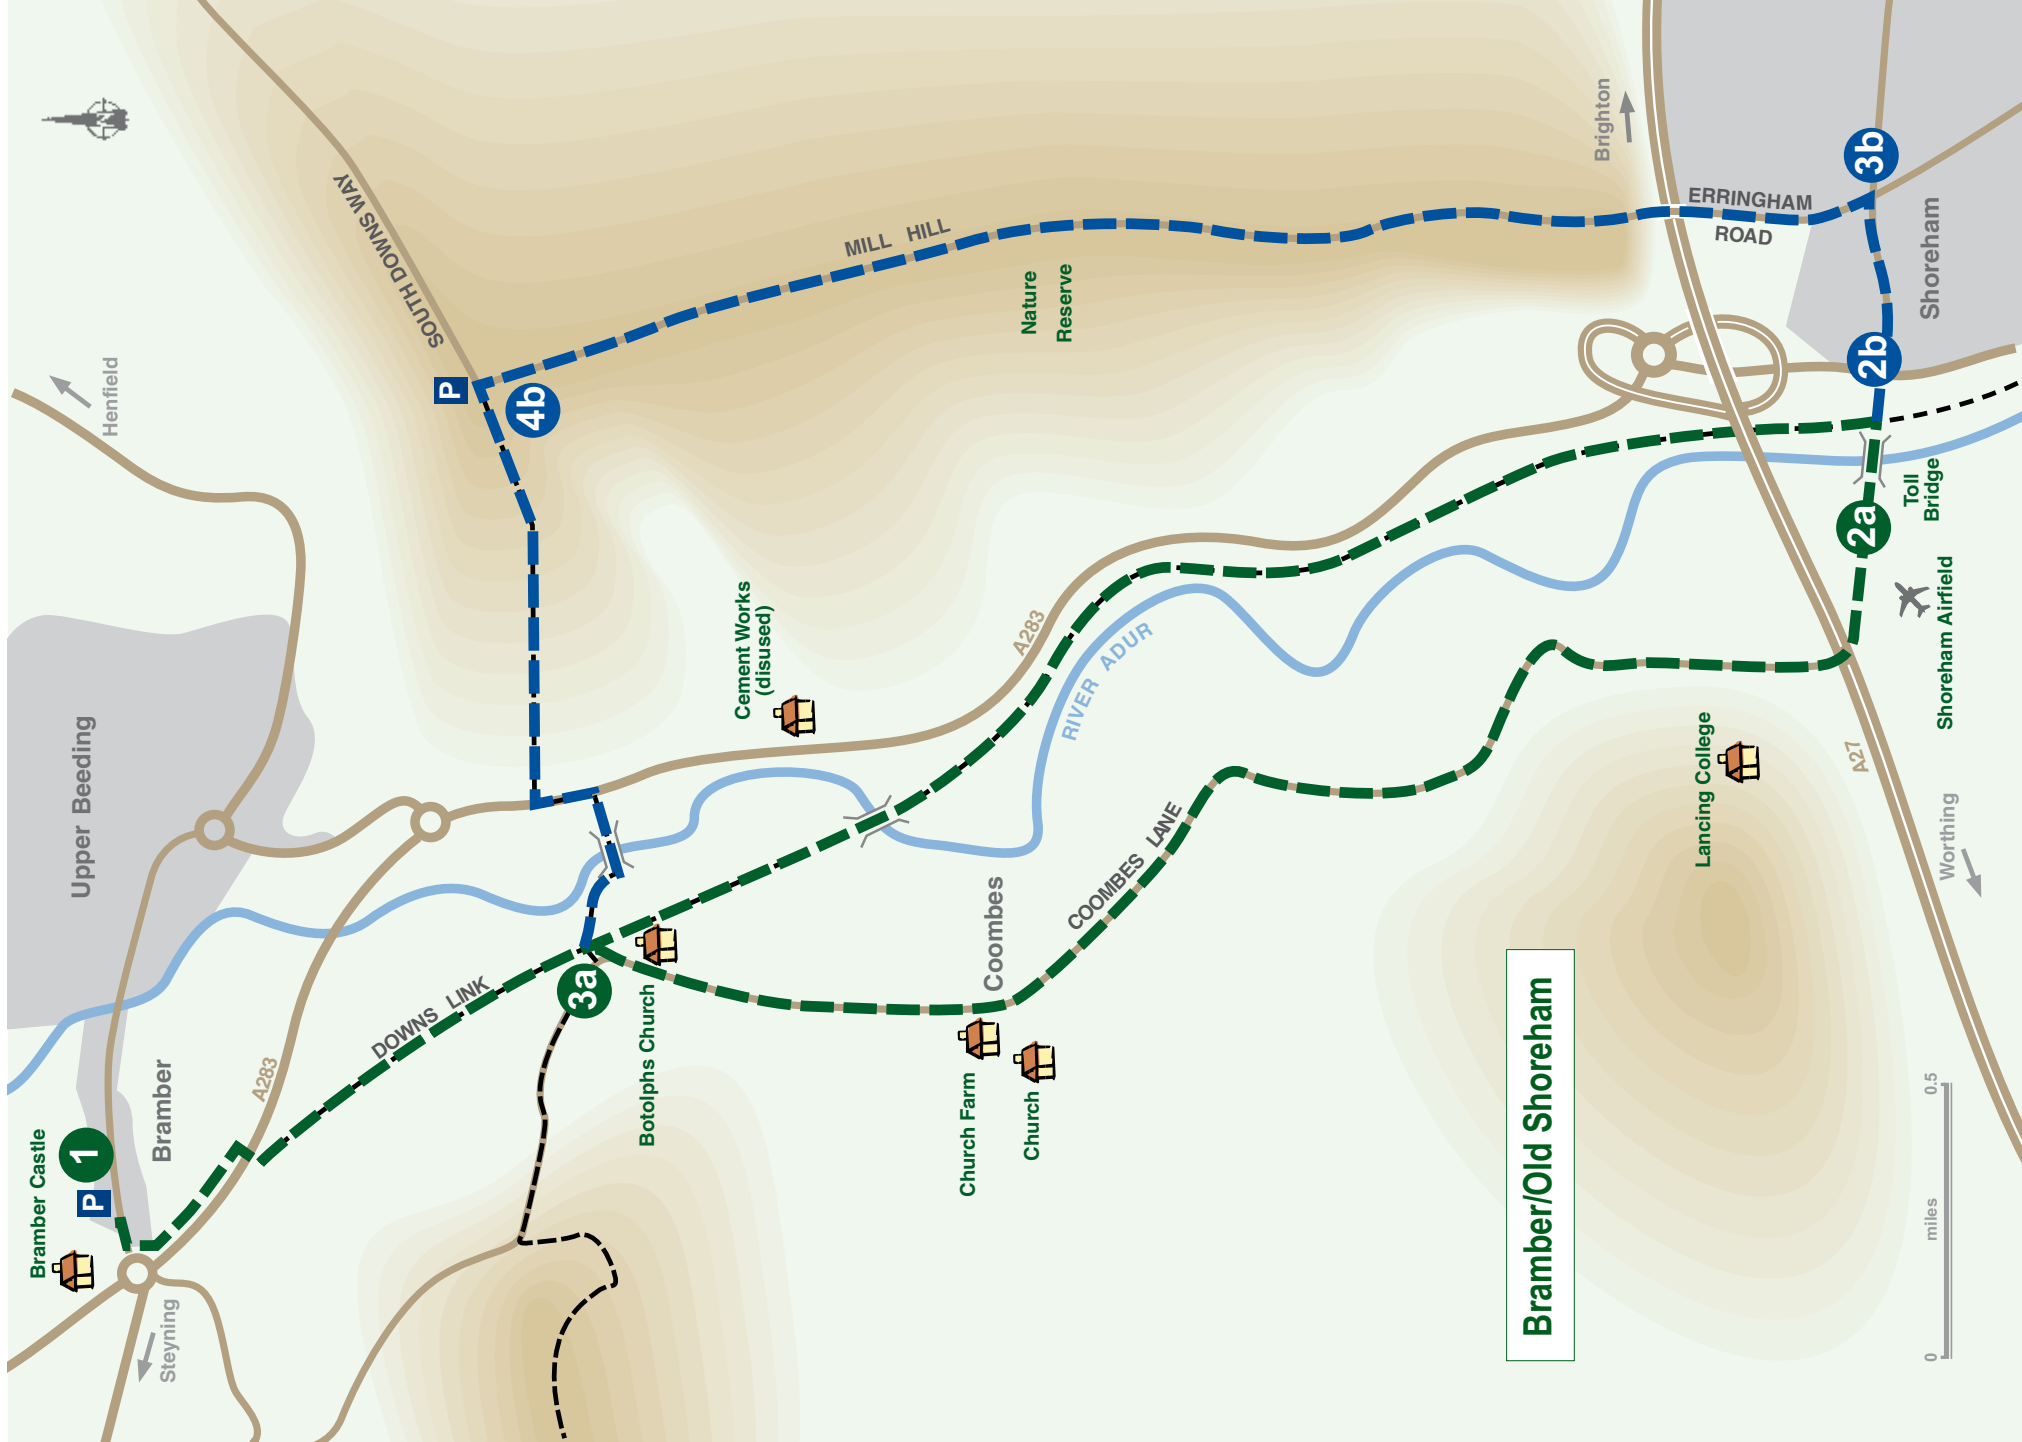 Henfield
SOUTH DOWNS WAY
P
4b
MILL HILL
Nature
Reserve
Brighton
ERRINGHAM
ROAD
3b
2b
Shoreham
Toll
Bridge
2a
Shoreham Airfield
Upper Beeding
Cement Works
(disused)
A283
RIVER ADUR
Lancing College
A27
Worthing
Bramber Castle
1
P
Bramber
A283
DOWNS LINK
3a
Botolphs Church
Coombes
COOMBES LANE
Church Farm
Church
Steyning
Bramber/Old Shoreham
0
miles
0.5